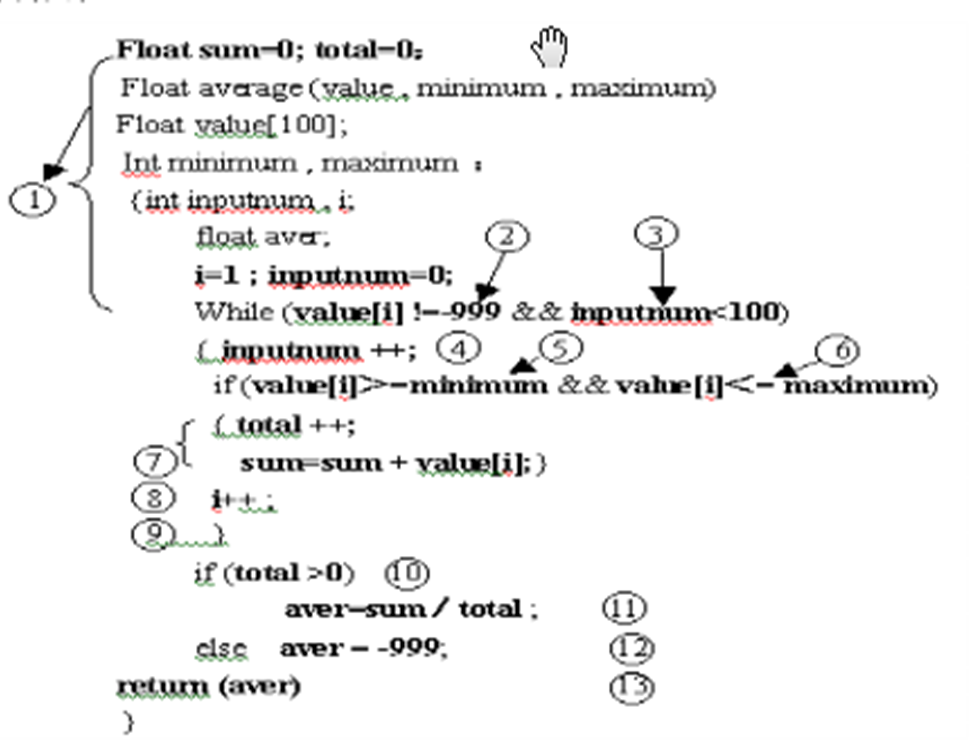 Float sum=0; total=0;
Float average (value , minimum , maximum)
Float value[100];
Int minimum , maximum ;
1 {int inputnum , i;
float aver; 2 3
i=1 ; inputnum=0;
While (value[i] !=-999 && inputnum<100)
{ inputnum ++; 4 5 6
if (value[i]>=minimum && value[i]<= maximum)
{ total ++;
7 sum=sum + value[i]; }
8 i++ ;
9 }
if (total >0) 10
aver=sum / total ; 11
else aver = -999; 12
return (aver) 13
}